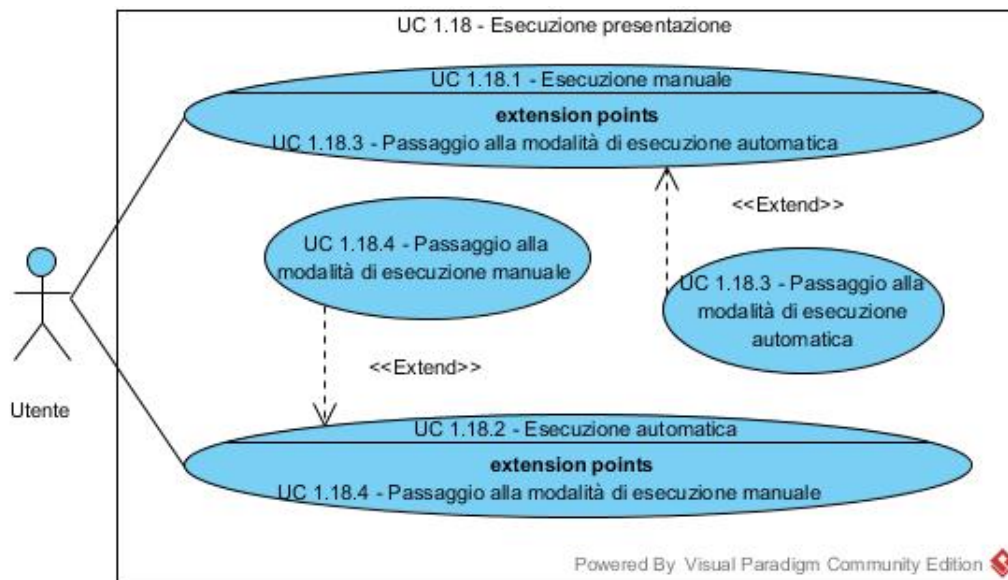 UC 1.18 - Esecuzione presentazione
UC 1.18.1 - Esecuzione manuale
extension points
UC 1.18.3 - Passaggio alla modalità di esecuzione automatica
<<Extend>>
UC 1.18.4 - Passaggio alla
modalità di esecuzione manuale
UC 1.18.3 - Passaggio alla
modalità di esecuzione
automatica
<<Extend>>
Utente
UC 1.18.2 - Esecuzione automatica
extension points
UC 1.18.4 - Passaggio alla modalità di esecuzione manuale
Powered By Visual Paradigm Community Edition